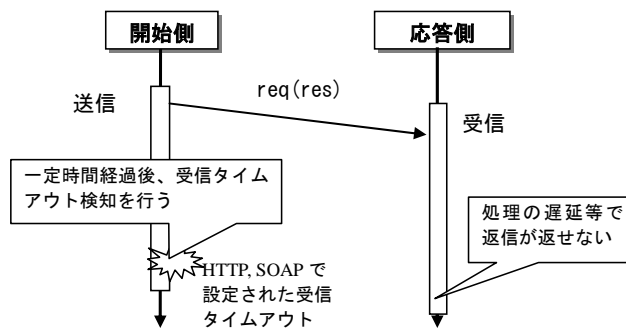 開始側
応答側
送信
req(res)
受信
一定時間経過後、受信タイム
アウト検知を行う
処理の遅延等で
返信が返せない
HTTP, SOAP で
設定された受信
タイムアウト